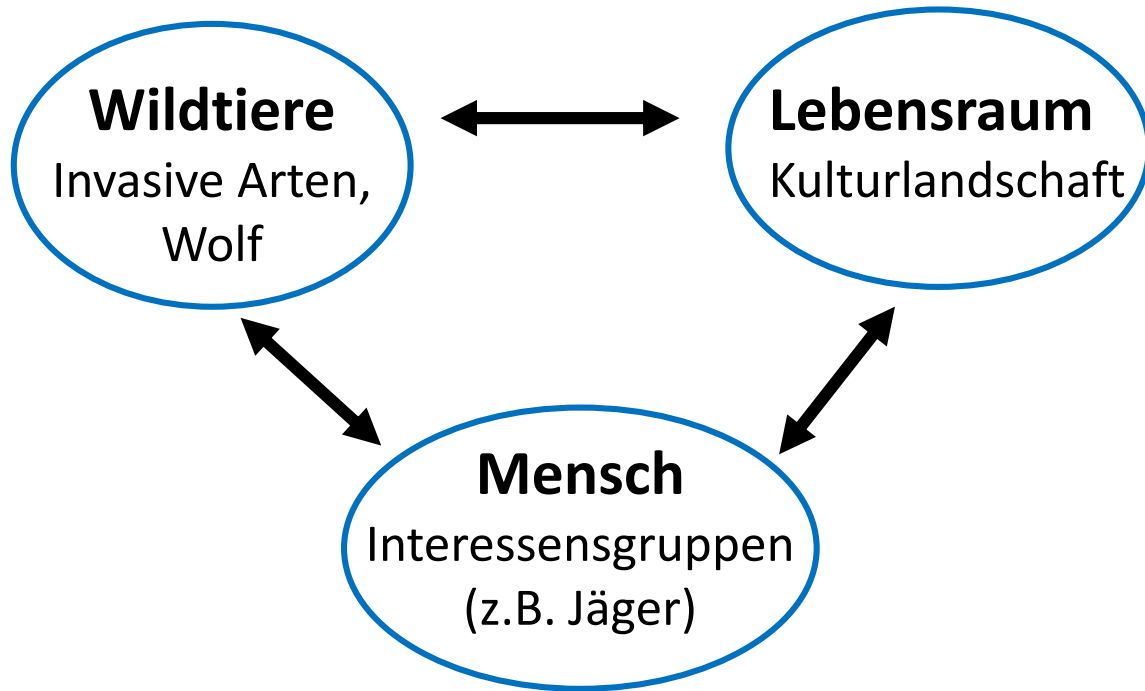 Wildtiere
Invasive Arten,
Wolf
Lebensraum
Kulturlandschaft
Mensch
Interessensgruppen
(z.B. Jäger)